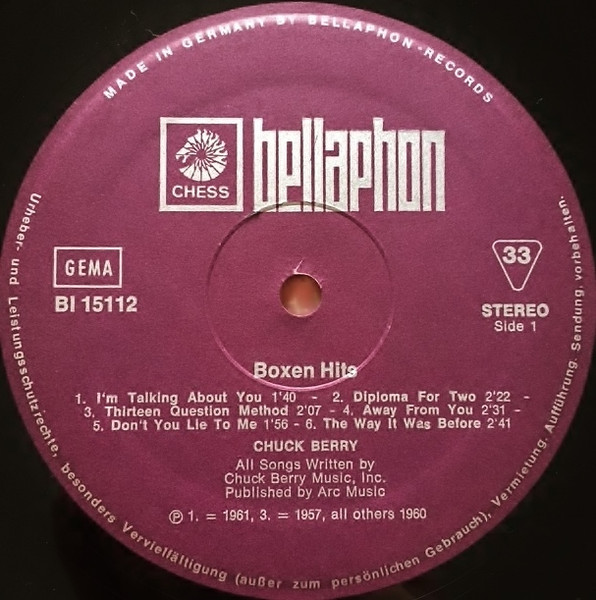 MADE IN GERMANY BY BELLAPHON-RECORDS
CHESS
bellaphon
GEMA
BI 15112
33
STEREO
Side 1
Boxen Hits
1. I'm Talking About You 1'40 - 2. Diploma For Two 2'22 -
3. Thirteen Question Method 2'07 - 4. Away From You 2'31 -
5. Don't You Lie To Me 1'56 - 6. The Way It Was Before 2'41
CHUCK BERRY
All Songs Written by
Chuck Berry Music, Inc.
Published by Arc Music
℗ 1. = 1961, 3. = 1957, all others 1960
Urheber- und Leistungsschutzrechte, besonders Vervielfältigung (außer zum persönlichen Gebrauch), Vermietung, Aufführung, Sendung, vorbehalten.